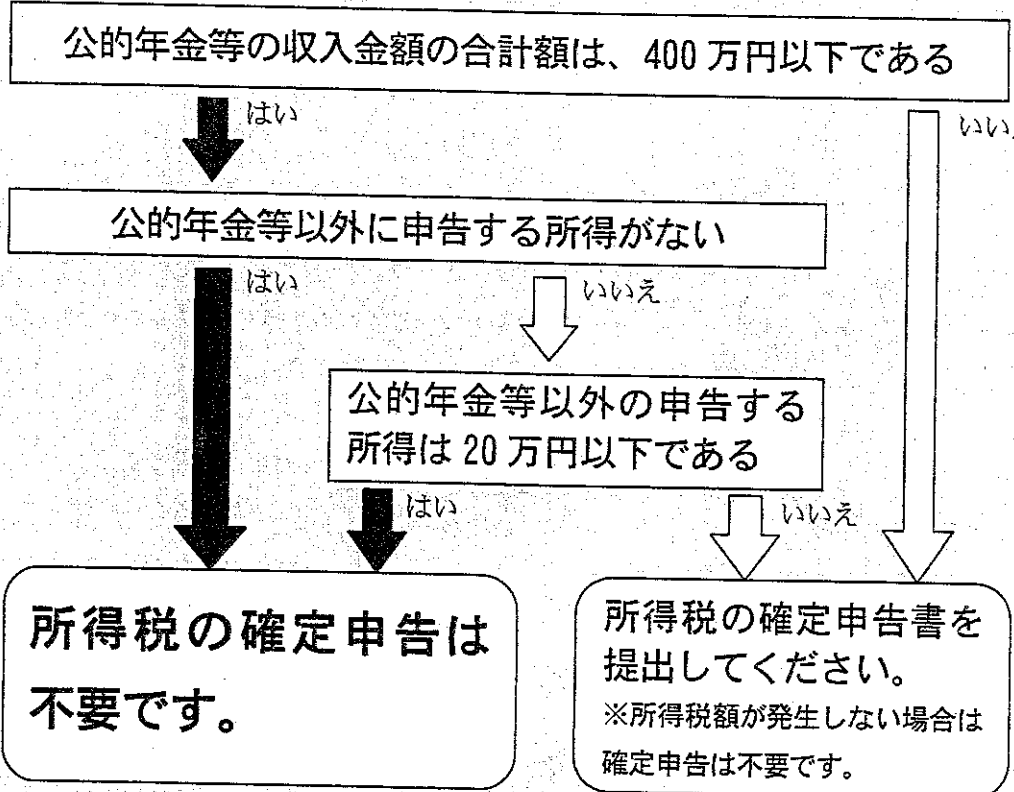 公的年金等の収入金額の合計額は、400万円以下である
はい
いい
公的年金等以外に申告する所得がない
はい
いいえ
公的年金等以外の申告する
所得は20万円以下である
はい
いいえ
所得税の確定申告は
不要です。
所得税の確定申告書を
提出してください。
※所得税額が発生しない場合は
確定申告は不要です。